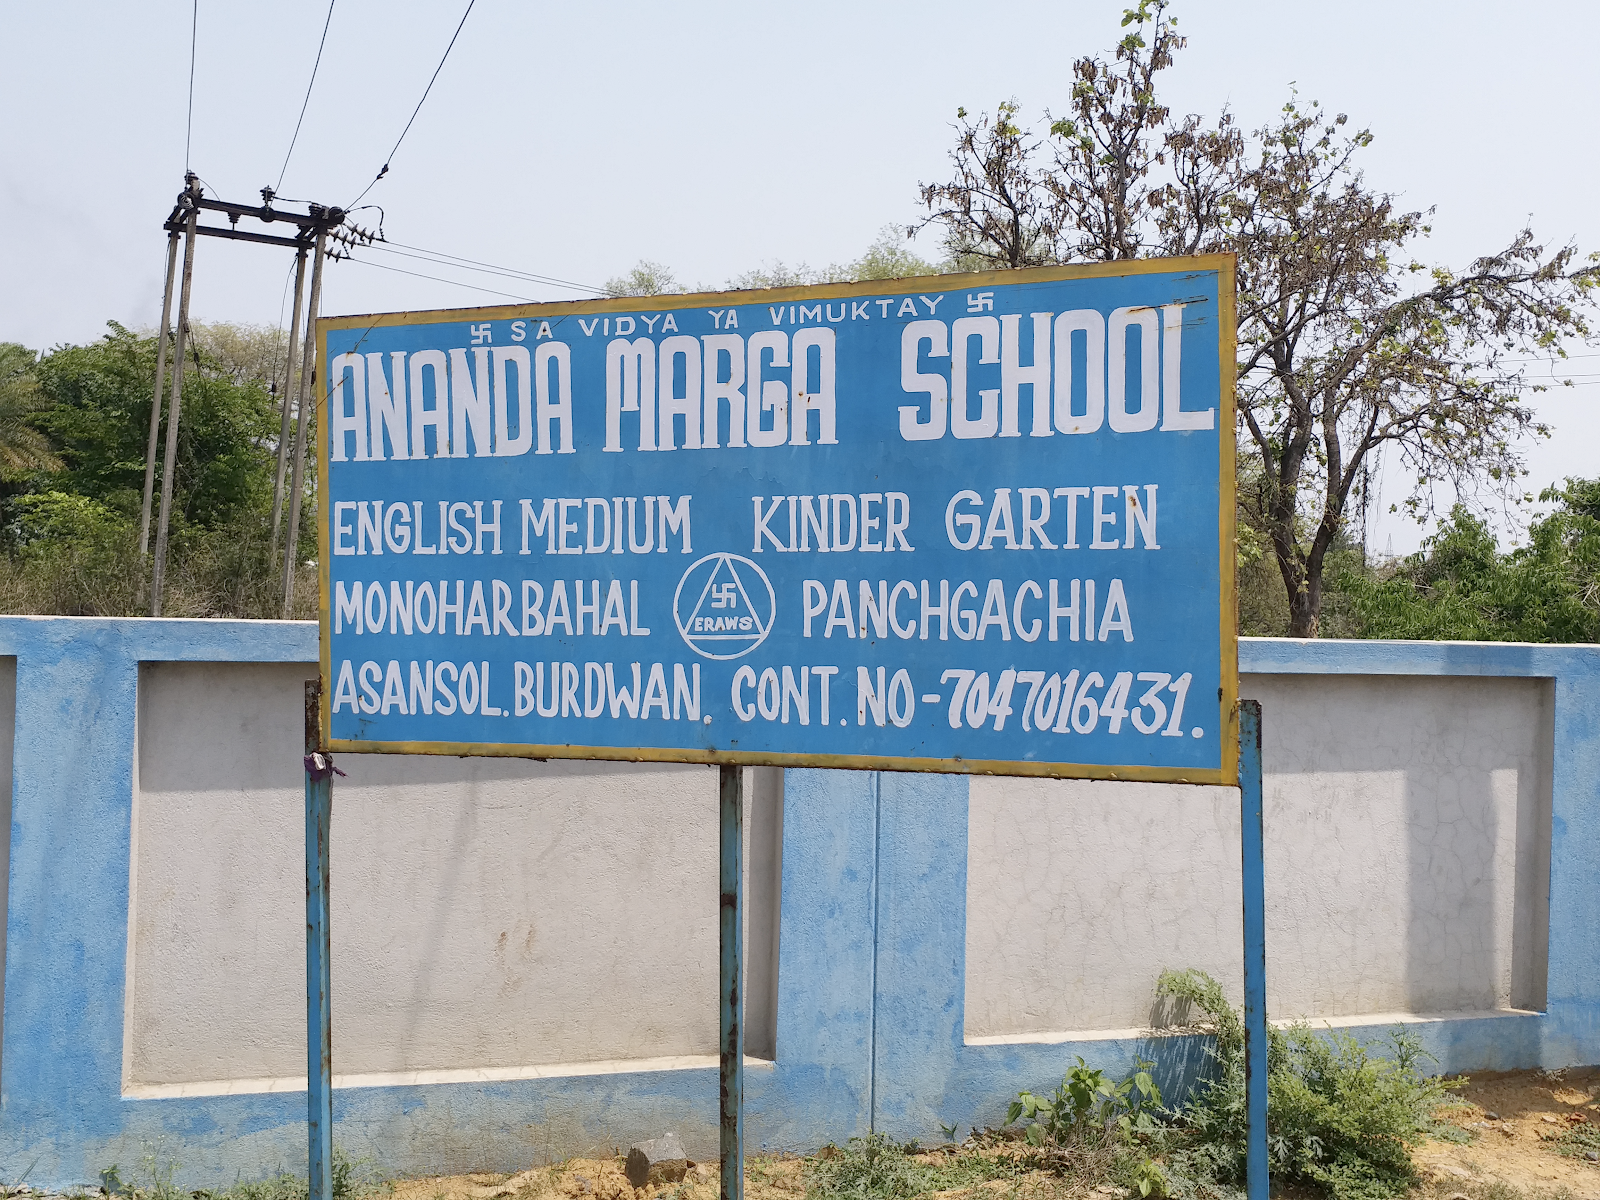 卐 SA VIDYA YA VIMUKTAY 卐
ANANDA MARGA SCHOOL
ENGLISH MEDIUM KINDER GARTEN
MONOHARBAHAL 卐 ERAWS PANCHGACHIA
ASANSOL. BURDWAN. CONT. NO-7047016431.